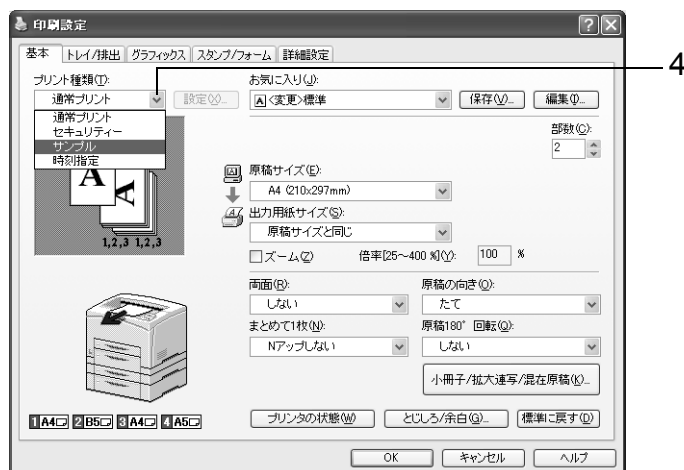 印刷設定
基本 トレイ/排出 グラフィックス スタンプ/フォーム 詳細設定
4
プリント種類(T):
通常プリント 設定(X)...
通常プリント
セキュリティー
サンプル
時刻指定
A A
1,2,3 1,2,3
お気に入り(J):
A <変更>標準 保存(V)... 編集(I)...
部数(C):
2
原稿サイズ(E):
A4 (210x297mm)
出力用紙サイズ(S):
原稿サイズと同じ
ズーム(Z) 倍率[25～400 %](Y): 100 %
両面(R): 原稿の向き(O):
しない たて
まとめて1枚(N): 原稿180° 回転(Q):
Nアップしない しない
小冊子/拡大連写/混在原稿(K)...
1 A4 2 B5 3 A4 4 A5
プリンタの状態(W) とじしろ/余白(G)... 標準に戻す(D)
OK キャンセル ヘルプ